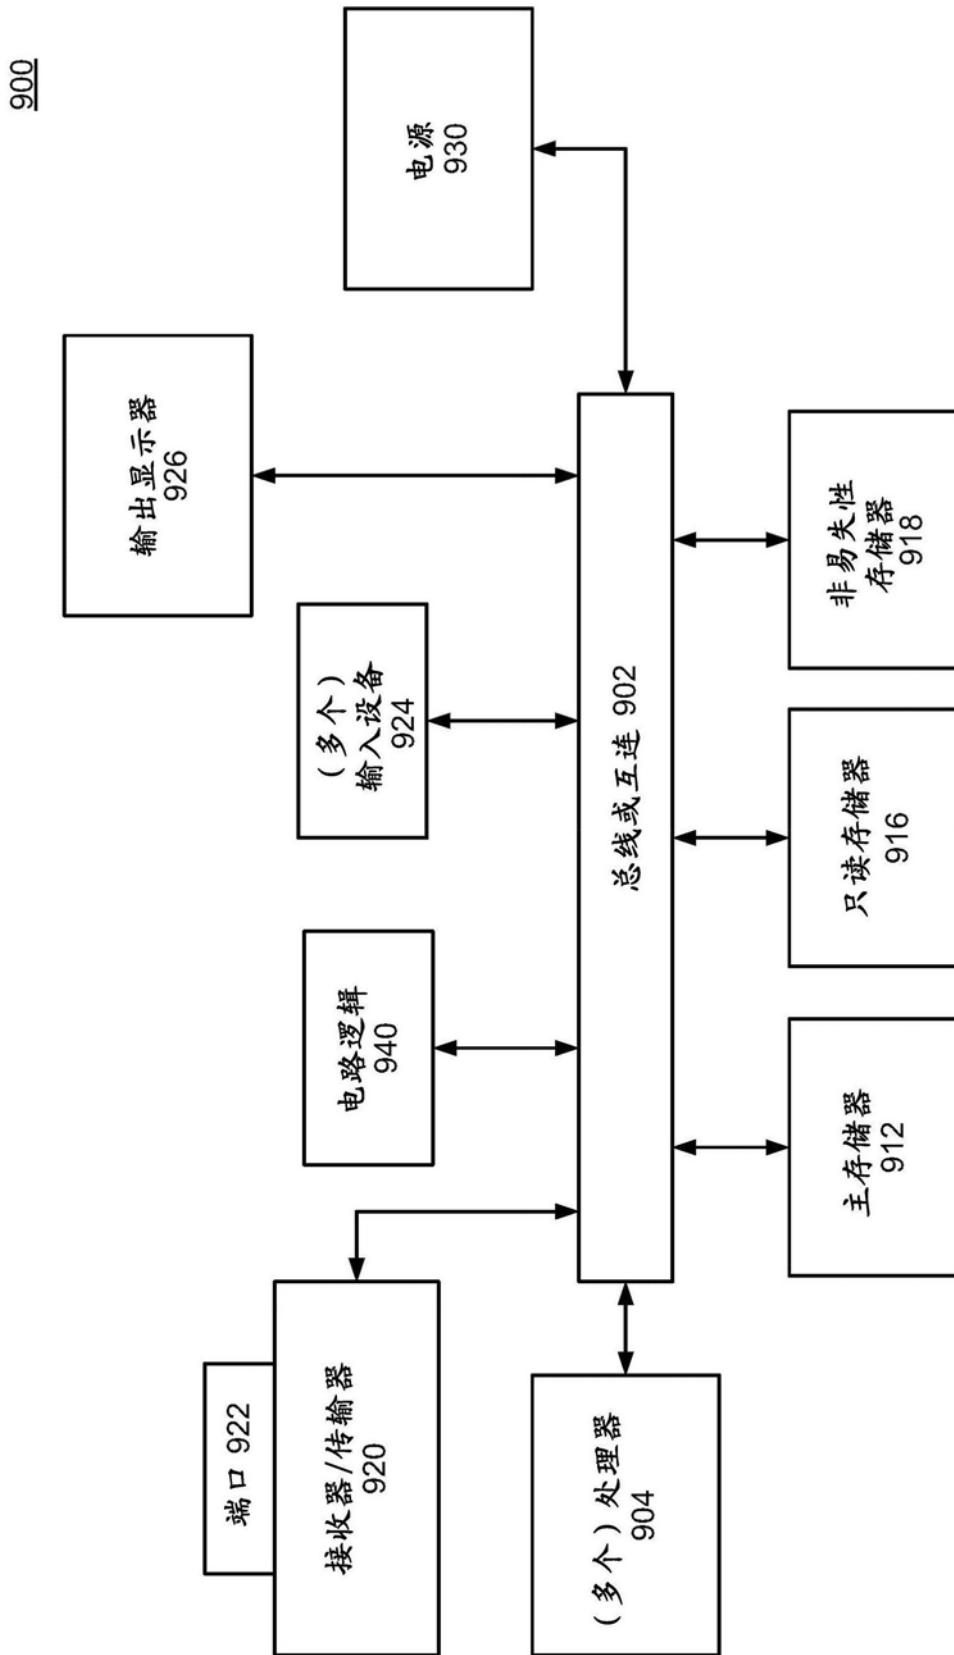 900
端口 922
接收器/传输器
920
电路逻辑
940
（多个）
输入设备
924
输出显示器
926
电源
930
（多个）处理器
904
总线或互连 902
主存储器
912
只读存储器
916
非易失性
存储器
918